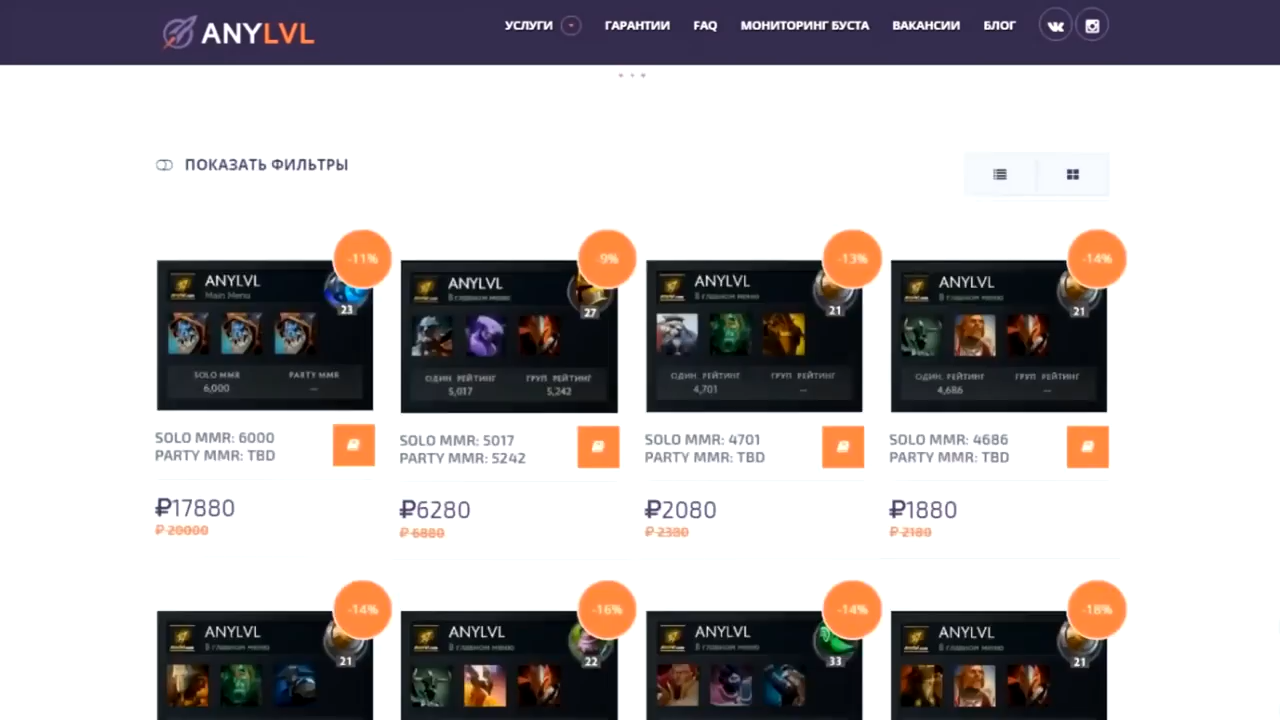 ANYLVL
УСЛУГИ ГАРАНТИИ FAQ МОНИТОРИНГ БУСТА ВАКАНСИИ БЛОГ
ПОКАЗАТЬ ФИЛЬТРЫ
-11% -9% -13% -14%
ANYLVL ANYLVL ANYLVL ANYLVL
Main Menu В главном меню В главном меню В главном меню
23 27 21 21
SOLO MMR PARTY MMR ОДИН. РЕЙТИНГ ГРУП. РЕЙТИНГ ОДИН. РЕЙТИНГ ГРУП. РЕЙТИНГ ОДИН. РЕЙТИНГ ГРУП. РЕЙТИНГ
6,000 -- 5,017 5,242 4,701 -- 4,686 --
SOLO MMR: 6000 SOLO MMR: 5017 SOLO MMR: 4701 SOLO MMR: 4686
PARTY MMR: TBD PARTY MMR: 5242 PARTY MMR: TBD PARTY MMR: TBD
₽17880 ₽6280 ₽2080 ₽1880
₽ 20000 ₽ 6880 ₽ 2380 ₽ 2180
-14% -16% -14% -18%
ANYLVL ANYLVL ANYLVL ANYLVL
В главном меню В главном меню В главном меню В главном меню
21 22 33 21